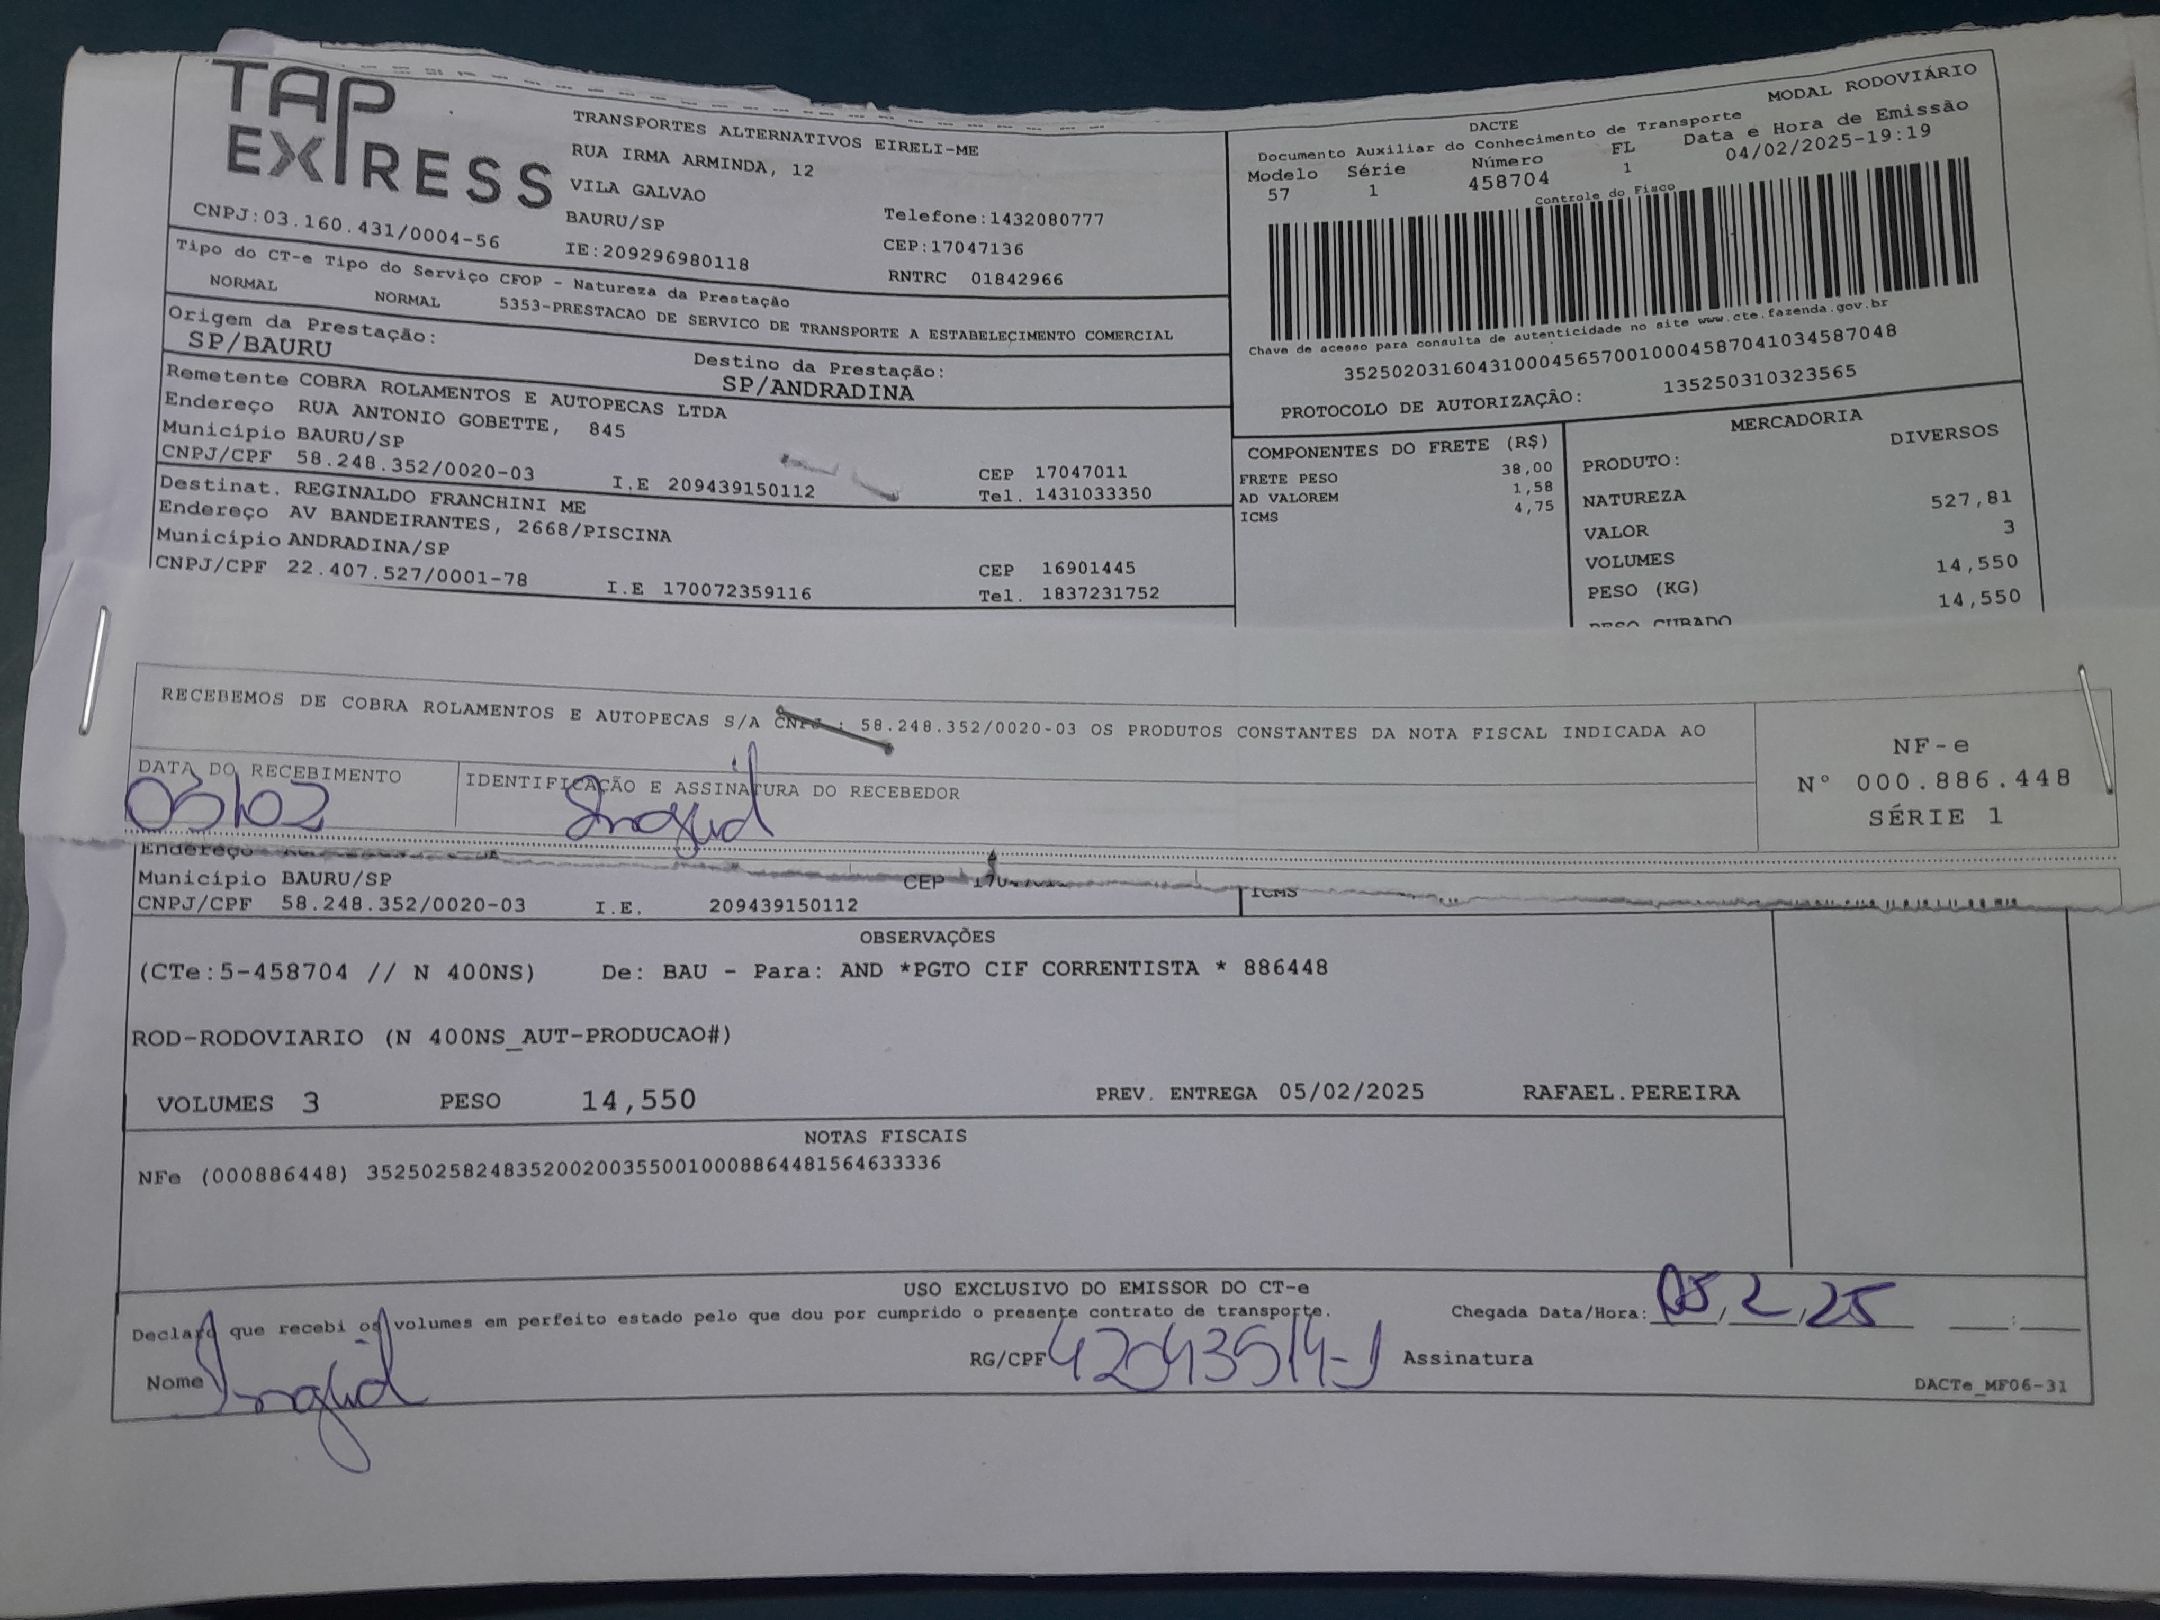 TAP EXPRESS
TRANSPORTES ALTERNATIVOS EIRELI-ME
RUA IRMA ARMINDA, 12
VILA GALVAO
BAURU/SP Telefone:1432080777
CNPJ:03.160.431/0004-56 IE:209296980118 CEP:17047136
RNTRC 01842966
MODAL RODOVIÁRIO
DACTE
Documento Auxiliar do Conhecimento de Transporte
Modelo Série Número FL Data e Hora de Emissão
57 1 458704 1 04/02/2025-19:19
Controle do Fisco
Chave de acesso para consulta de autenticidade no site www.cte.fazenda.gov.br
35250203160431000456570010004587041034587048
PROTOCOLO DE AUTORIZAÇÃO: 135250310323565
Tipo do CT-e Tipo do Serviço CFOP - Natureza da Prestação
NORMAL NORMAL 5353-PRESTACAO DE SERVICO DE TRANSPORTE A ESTABELECIMENTO COMERCIAL
Origem da Prestação: Destino da Prestação:
SP/BAURU SP/ANDRADINA
Remetente COBRA ROLAMENTOS E AUTOPECAS LTDA
Endereço RUA ANTONIO GOBETTE, 845
Município BAURU/SP CEP 17047011
CNPJ/CPF 58.248.352/0020-03 I.E 209439150112 Tel. 1431033350
Destinat. REGINALDO FRANCHINI ME
Endereço AV BANDEIRANTES, 2668/PISCINA
Município ANDRADINA/SP CEP 16901445
CNPJ/CPF 22.407.527/0001-78 I.E 170072359116 Tel. 1837231752
COMPONENTES DO FRETE (R$)
FRETE PESO 38,00
AD VALOREM 1,58
ICMS 4,75
MERCADORIA
PRODUTO: DIVERSOS
NATUREZA
VALOR 527,81
VOLUMES 3
PESO (KG) 14,550
PESO CUBADO 14,550
RECEBEMOS DE COBRA ROLAMENTOS E AUTOPECAS S/A CNPJ : 58.248.352/0020-03 OS PRODUTOS CONSTANTES DA NOTA FISCAL INDICADA AO
DATA DO RECEBIMENTO IDENTIFICAÇÃO E ASSINATURA DO RECEBEDOR
03/02 Ingrid
NF-e
N° 000.886.448
SÉRIE 1
Endereço
Município BAURU/SP CEP
CNPJ/CPF 58.248.352/0020-03 I.E. 209439150112 ICMS
OBSERVAÇÕES
(CTe:5-458704 // N 400NS) De: BAU - Para: AND *PGTO CIF CORRENTISTA * 886448
ROD-RODOVIARIO (N 400NS_AUT-PRODUCAO#)
VOLUMES 3 PESO 14,550 PREV. ENTREGA 05/02/2025 RAFAEL.PEREIRA
NOTAS FISCAIS
NFe (000886448) 35250258248352002003550010008864481564633336
USO EXCLUSIVO DO EMISSOR DO CT-e
Declaro que recebi os volumes em perfeito estado pelo que dou por cumprido o presente contrato de transporte. Chegada Data/Hora: 05/2/25 :
Nome Ingrid RG/CPF 42043514-1 Assinatura
DACTe_MF06-31